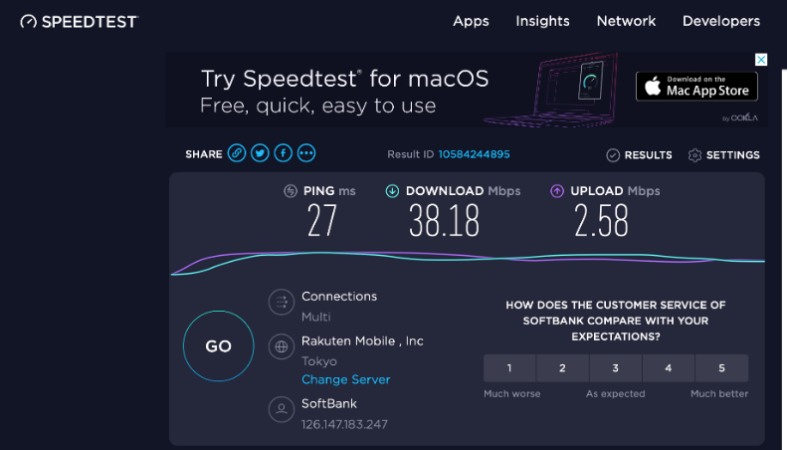 SPEEDTEST
Apps Insights Network Developers
Try Speedtest® for macOS
Free, quick, easy to use
Download on the
Mac App Store
by OOKLA
SHARE
Result ID 10584244895
RESULTS SETTINGS
PING ms DOWNLOAD Mbps UPLOAD Mbps
27 38.18 2.58
GO
Connections
Multi
Rakuten Mobile , Inc
Tokyo
Change Server
SoftBank
126.147.183.247
HOW DOES THE CUSTOMER SERVICE OF
SOFTBANK COMPARE WITH YOUR
EXPECTATIONS?
1 2 3 4 5
Much worse As expected Much better